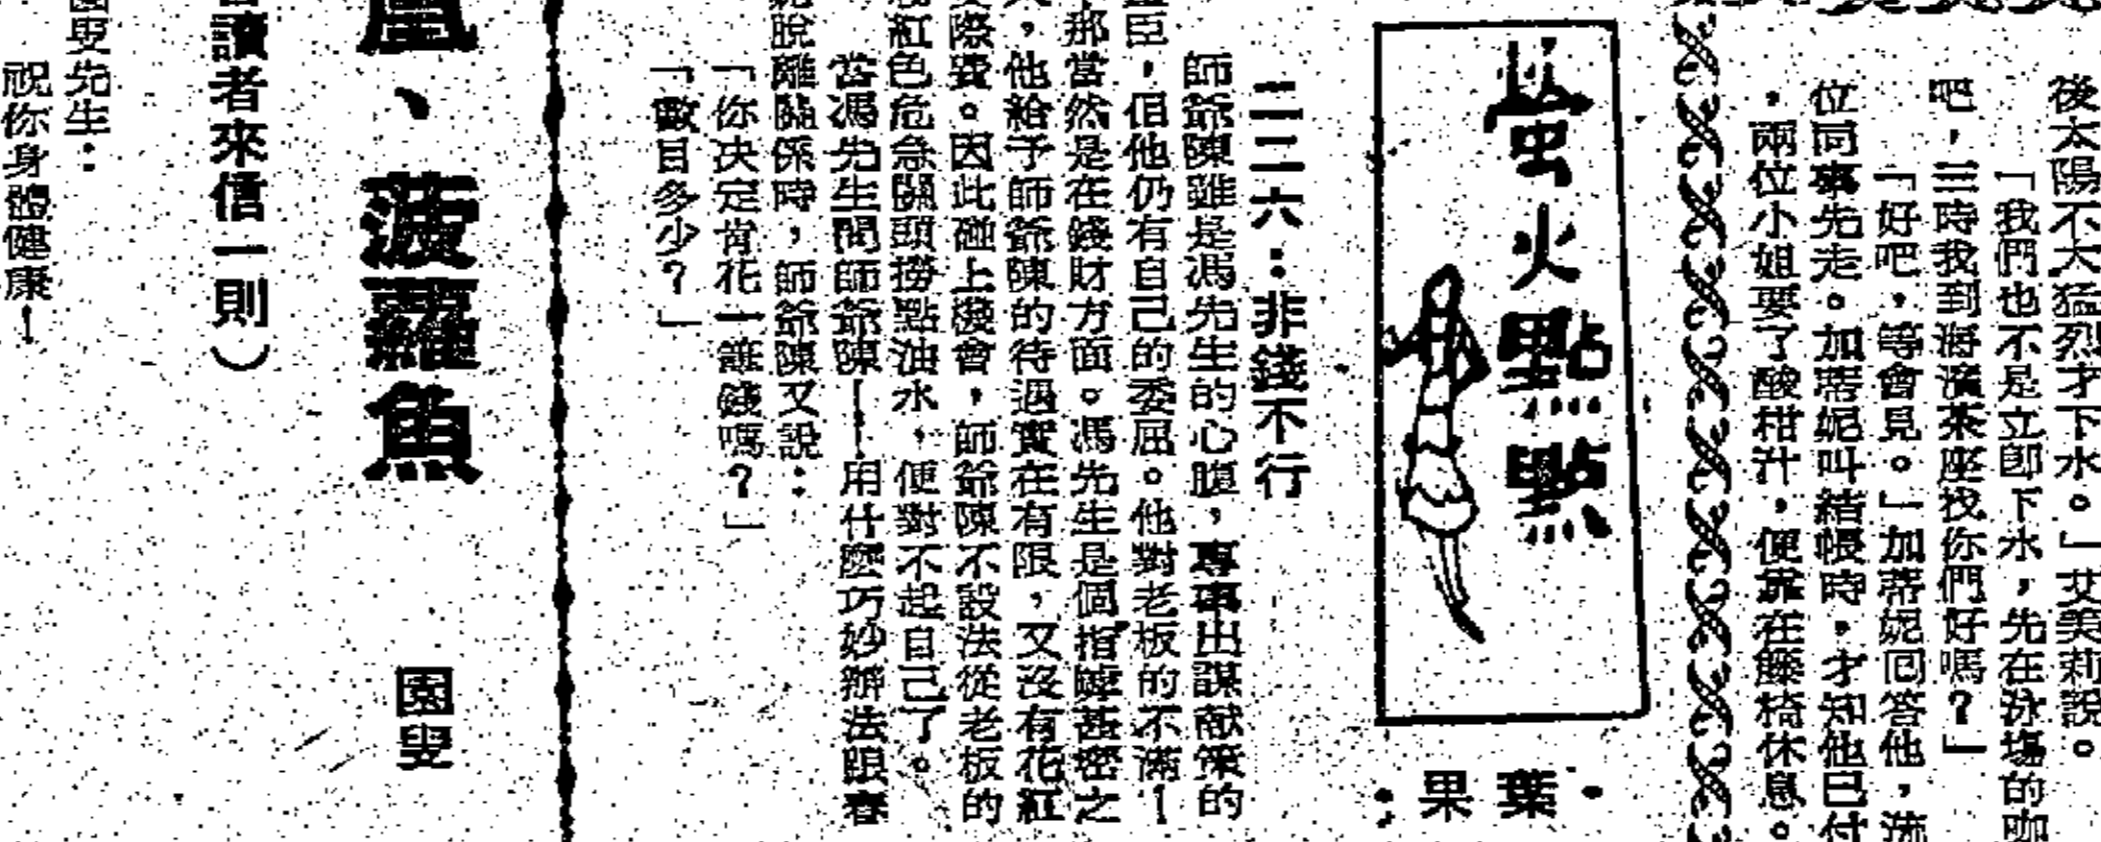 後太陽不大猛烈才下水。」艾美莉說。
「我們也不是立即下水，先在泳塲的咖
吧，三時我到海濱茶座找你們好嗎？」
「好吧，等會見。」加蒂妮回答他，
位同事先走。加蒂妮叫結帳時，才知他已付
，兩位小姐要了酸柑汁，便靠在藤椅休息。
螢火點點
·葉果：
二二六：非錢不行
師爺陳雖是馮先生的心腹，專事出謀献策的
臣，但他仍有自己的委屈。他對老板的不滿！
那當然是在錢財方面。馮先生是個指縫甚密之
，他給予師爺陳的待遇實在有限，又沒有花紅
際費。因此碰上機會，師爺陳不設法從老板的
紅色危急關頭撈點油水，便對不起自己了。
當馮先生問師爺陳——用什麽巧妙辦法跟春
脫離關係時，師爺陳又說：
「你决定肯花一筆錢嗎？」
「數目多少？」
、菠蘿魚
園叟
讀者來信一則）
叟先生：
祝你身體健康！